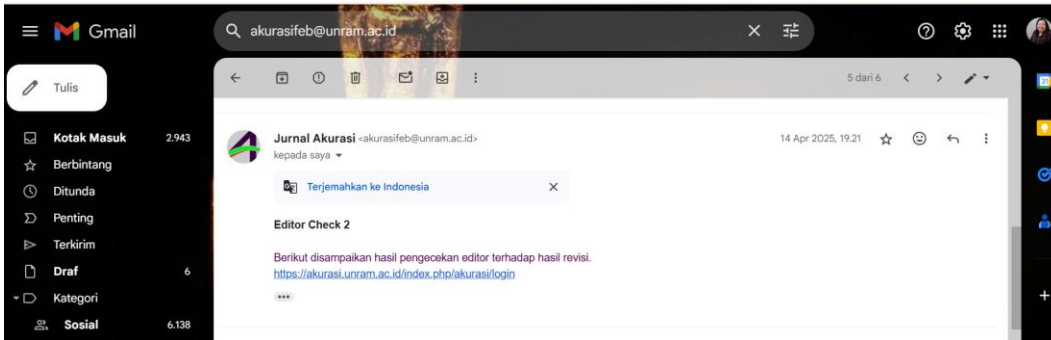 Gmail
akurasifeb@unram.ac.id
Tulis
5 dari 6
Kotak Masuk 2.943
Berbintang
Ditunda
Penting
Terkirim
Draf 6
Kategori
Sosial 6.138
Jurnal Akurasi <akurasifeb@unram.ac.id>
14 Apr 2025, 19.21
kepada saya
Terjemahkan ke Indonesia
Editor Check 2
Berikut disampaikan hasil pengecekan editor terhadap hasil revisi.
https://akurasi.unram.ac.id/index.php/akurasi/login